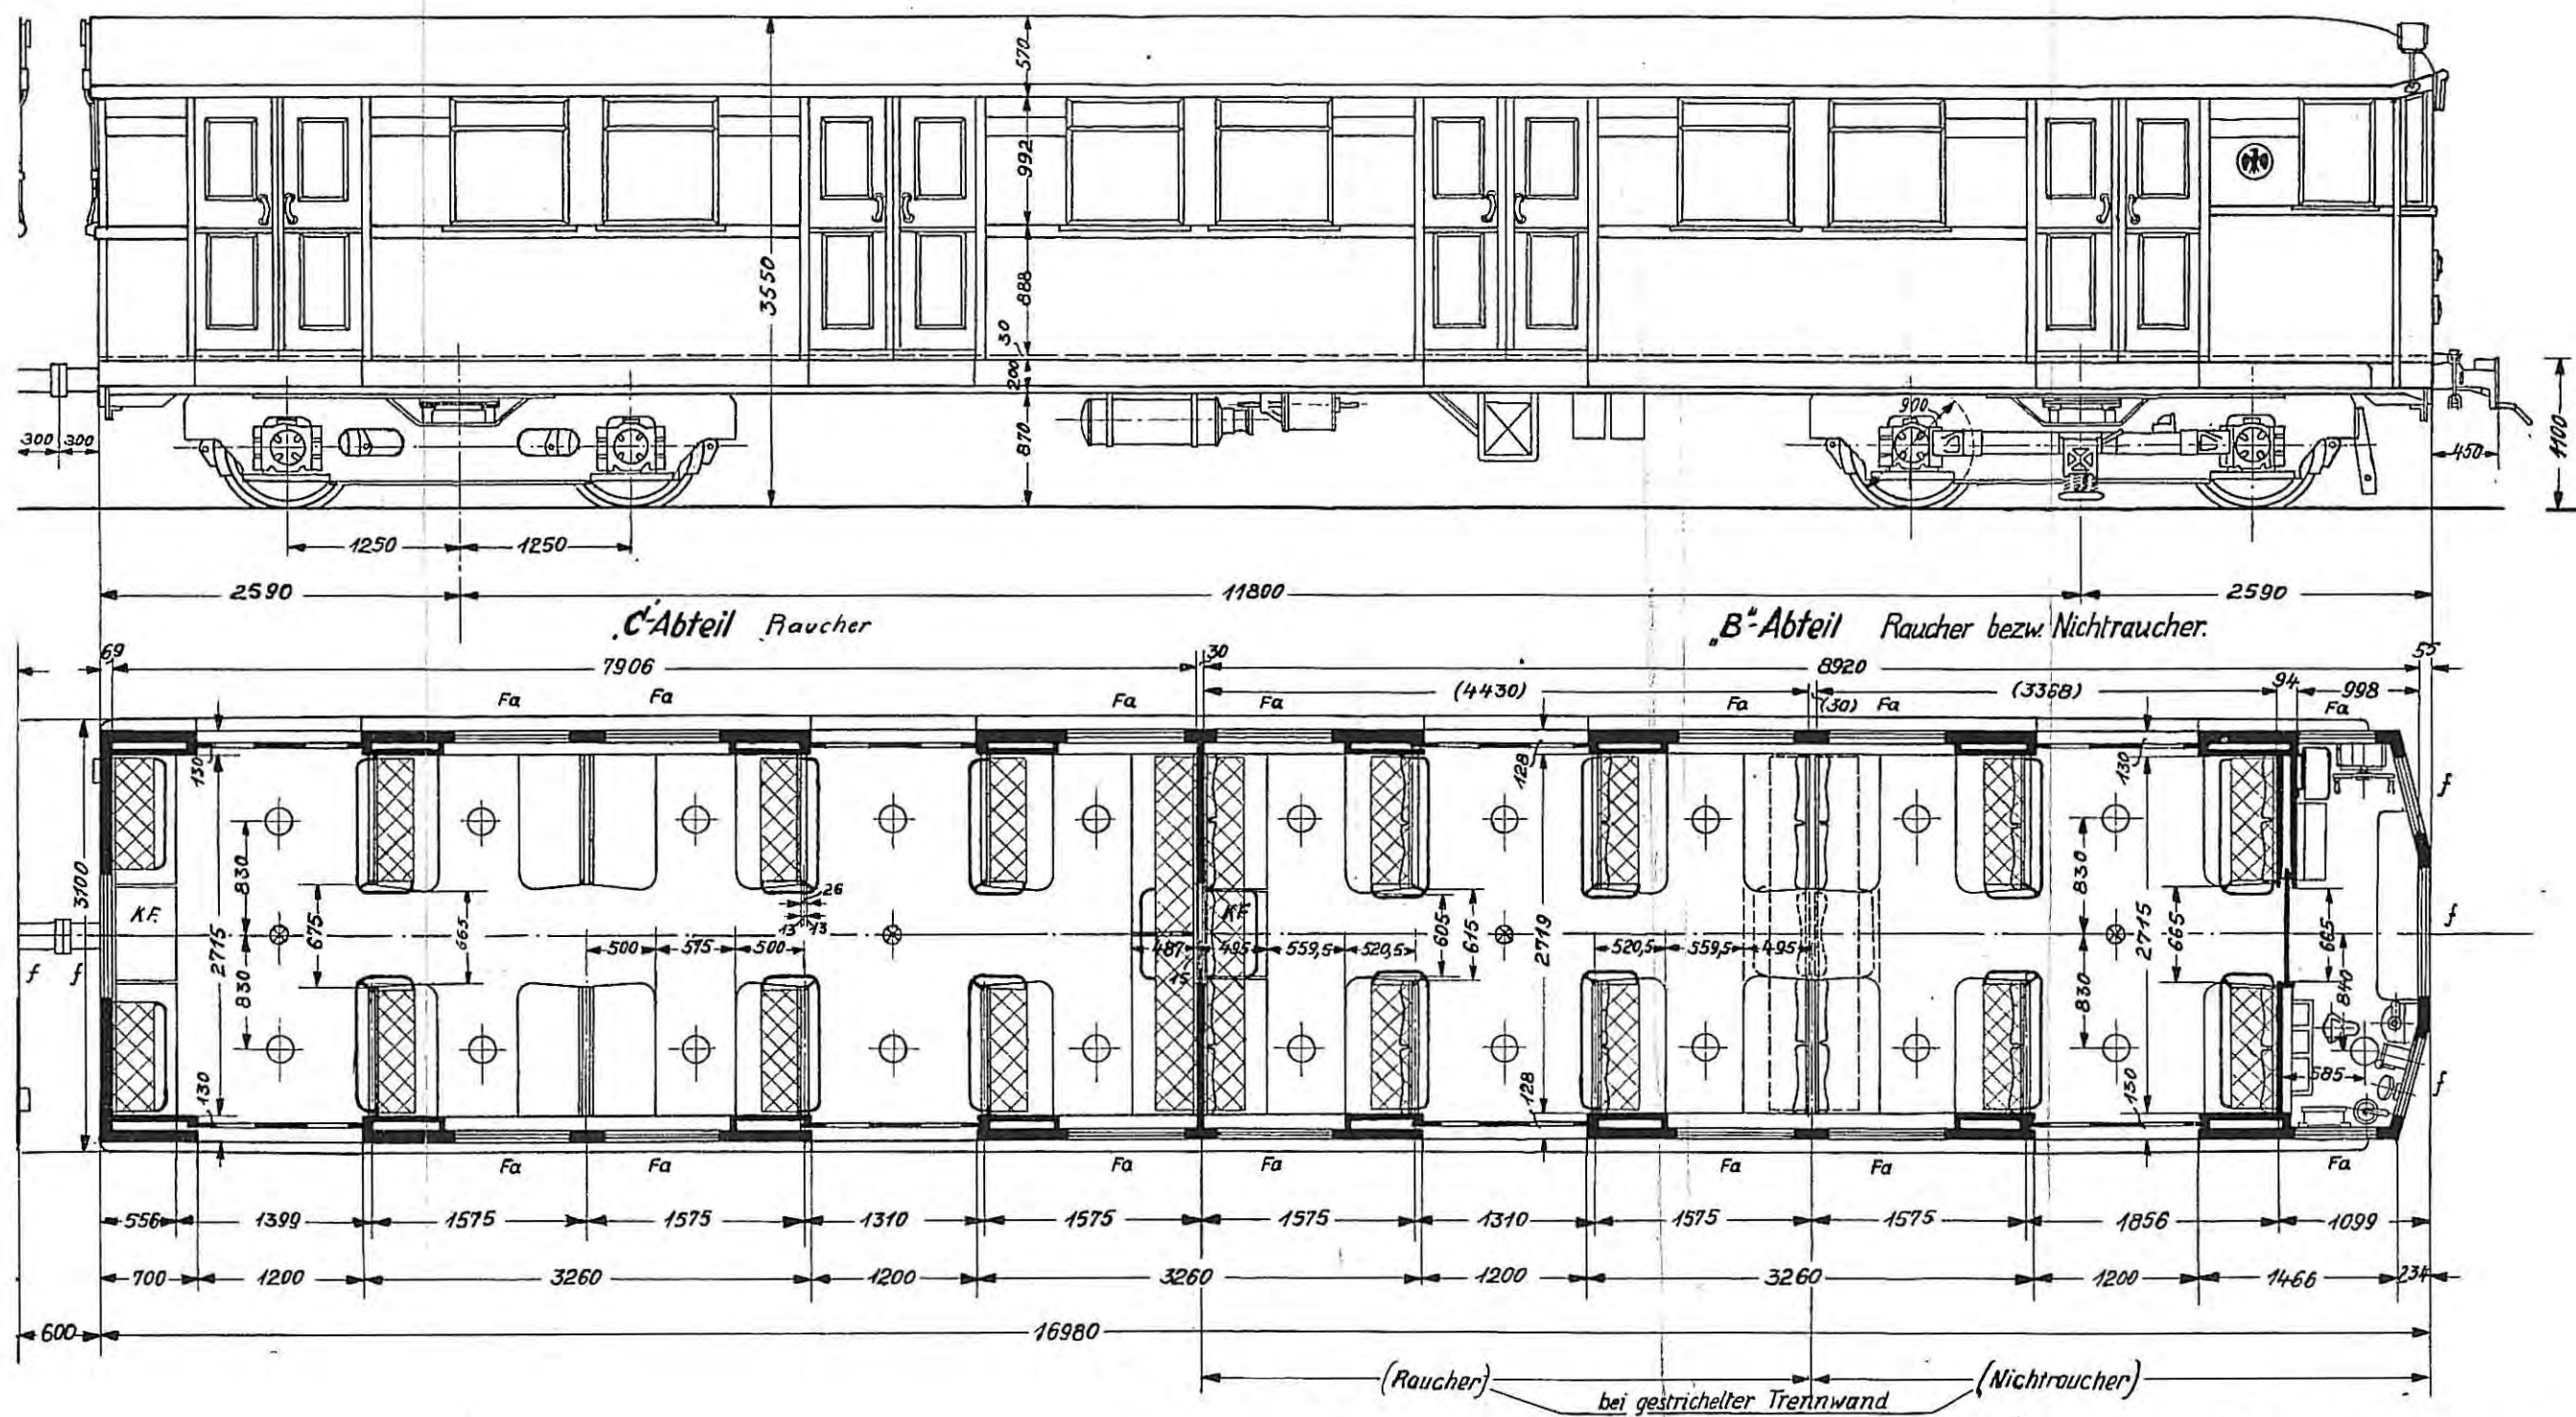 570
992
3550
888
30
200
870
900
300 300
450
1100
1250 1250
2590 11800 2590
„C“-Abteil Raucher
„B“-Abteil Raucher bezw. Nichtraucher.
69 7906 30 8920 55
(4430) (30) (3368) 94 998
Fa Fa Fa Fa Fa Fa Fa
130 128 130
f
3100 830 26 830
K.F. KF
2715 675 665 13 13 605 615 2719 2715 665 665
f f 500 575 500 487 495 559,5 520,5 520,5 559,5 495 f
15
830 830 840
130 128 130 585 f
Fa Fa Fa Fa Fa Fa Fa
556 1399 1575 1575 1310 1575 1575 1310 1575 1575 1856 1099
700 1200 3260 1200 3260 1200 3260 1200 1466 234
600 16980
(Raucher) (Nichtraucher)
bei gestrichelter Trennwand